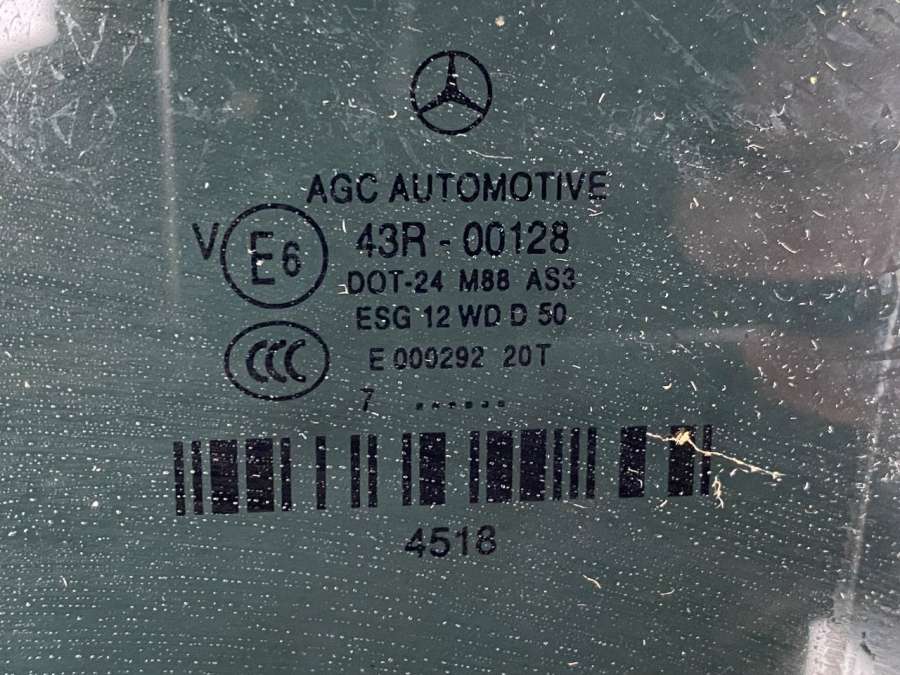 AGC AUTOMOTIVE
V E6 43R - 00128
DOT-24 M88 AS3
ESG 12 WD D 50
CCC E 000292 20T
7 ......
4518